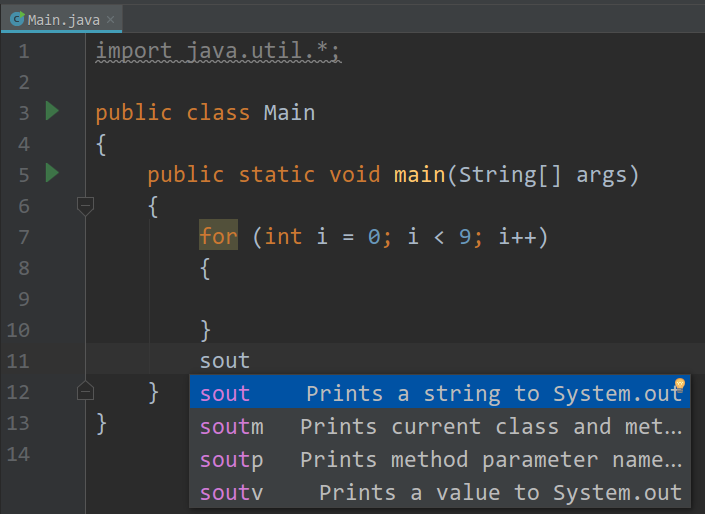 Main.java
1 import java.util.*;
2
3 public class Main
4 {
5 public static void main(String[] args)
6 {
7 for (int i = 0; i < 9; i++)
8 {
9
10 }
11 sout
12 }
13 }
14
sout Prints a string to System.out
soutm Prints current class and met...
soutp Prints method parameter name...
soutv Prints a value to System.out